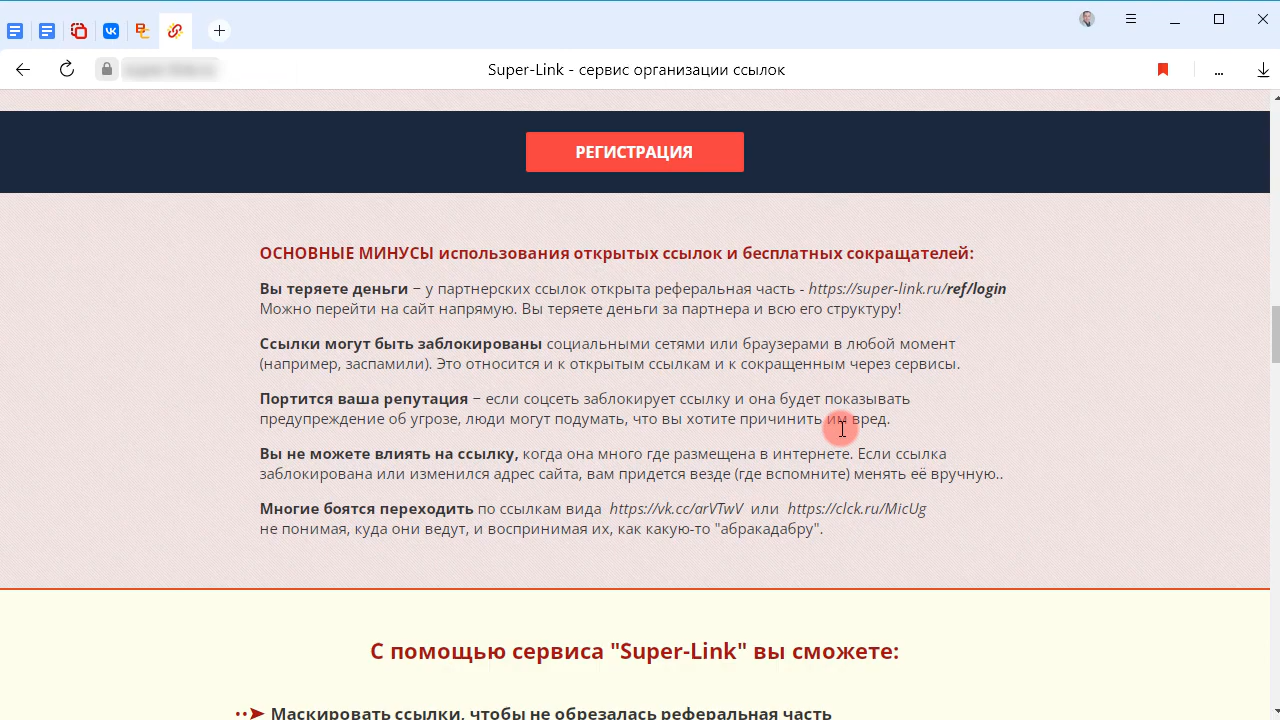 Super-Link - сервис организации ссылок
РЕГИСТРАЦИЯ
ОСНОВНЫЕ МИНУСЫ использования открытых ссылок и бесплатных сокращателей:
Вы теряете деньги − у партнерских ссылок открыта реферальная часть - https://super-link.ru/ref/login
Можно перейти на сайт напрямую. Вы теряете деньги за партнера и всю его структуру!
Ссылки могут быть заблокированы социальными сетями или браузерами в любой момент
(например, заспамили). Это относится и к открытым ссылкам и к сокращенным через сервисы.
Портится ваша репутация − если соцсеть заблокирует ссылку и она будет показывать
предупреждение об угрозе, люди могут подумать, что вы хотите причинить им вред.
Вы не можете влиять на ссылку, когда она много где размещена в интернете. Если ссылка
заблокирована или изменился адрес сайта, вам придется везде (где вспомните) менять её вручную..
Многие боятся переходить по ссылкам вида https://vk.cc/arVTwV или https://clck.ru/MicUg
не понимая, куда они ведут, и воспринимая их, как какую-то "абракадабру".
С помощью сервиса "Super-Link" вы сможете:
Маскировать ссылки, чтобы не обрезалась реферальная часть